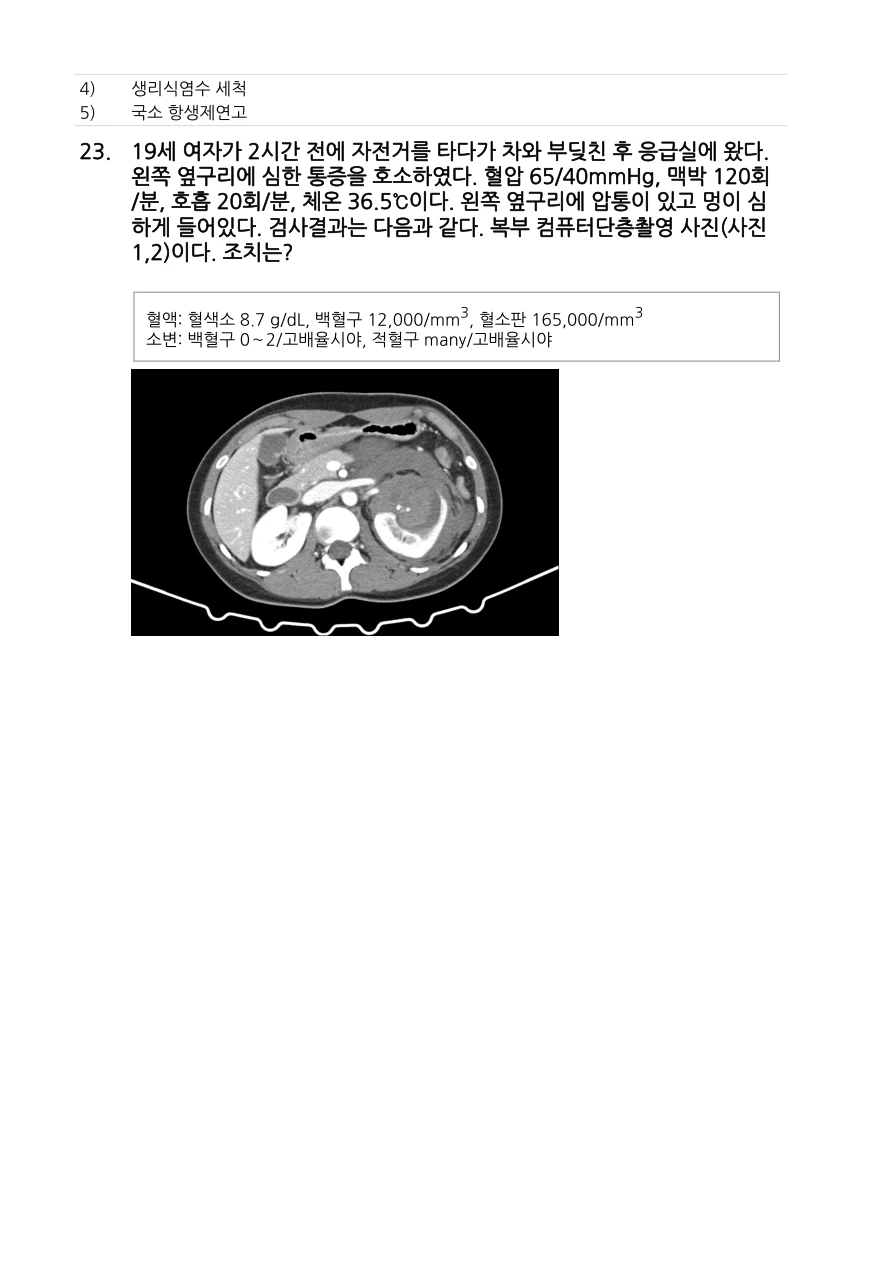 4) 생리식염수 세척
5) 국소 항생제연고
23. 19세 여자가 2시간 전에 자전거를 타다가 차와 부딪친 후 응급실에 왔다.
왼쪽 옆구리에 심한 통증을 호소하였다. 혈압 65/40mmHg, 맥박 120회
/분, 호흡 20회/분, 체온 36.5℃이다. 왼쪽 옆구리에 압통이 있고 멍이 심
하게 들어있다. 검사결과는 다음과 같다. 복부 컴퓨터단층촬영 사진(사진
1,2)이다. 조치는?
혈액: 혈색소 8.7 g/dL, 백혈구 12,000/mm3, 혈소판 165,000/mm3
소변: 백혈구 0~2/고배율시야, 적혈구 many/고배율시야